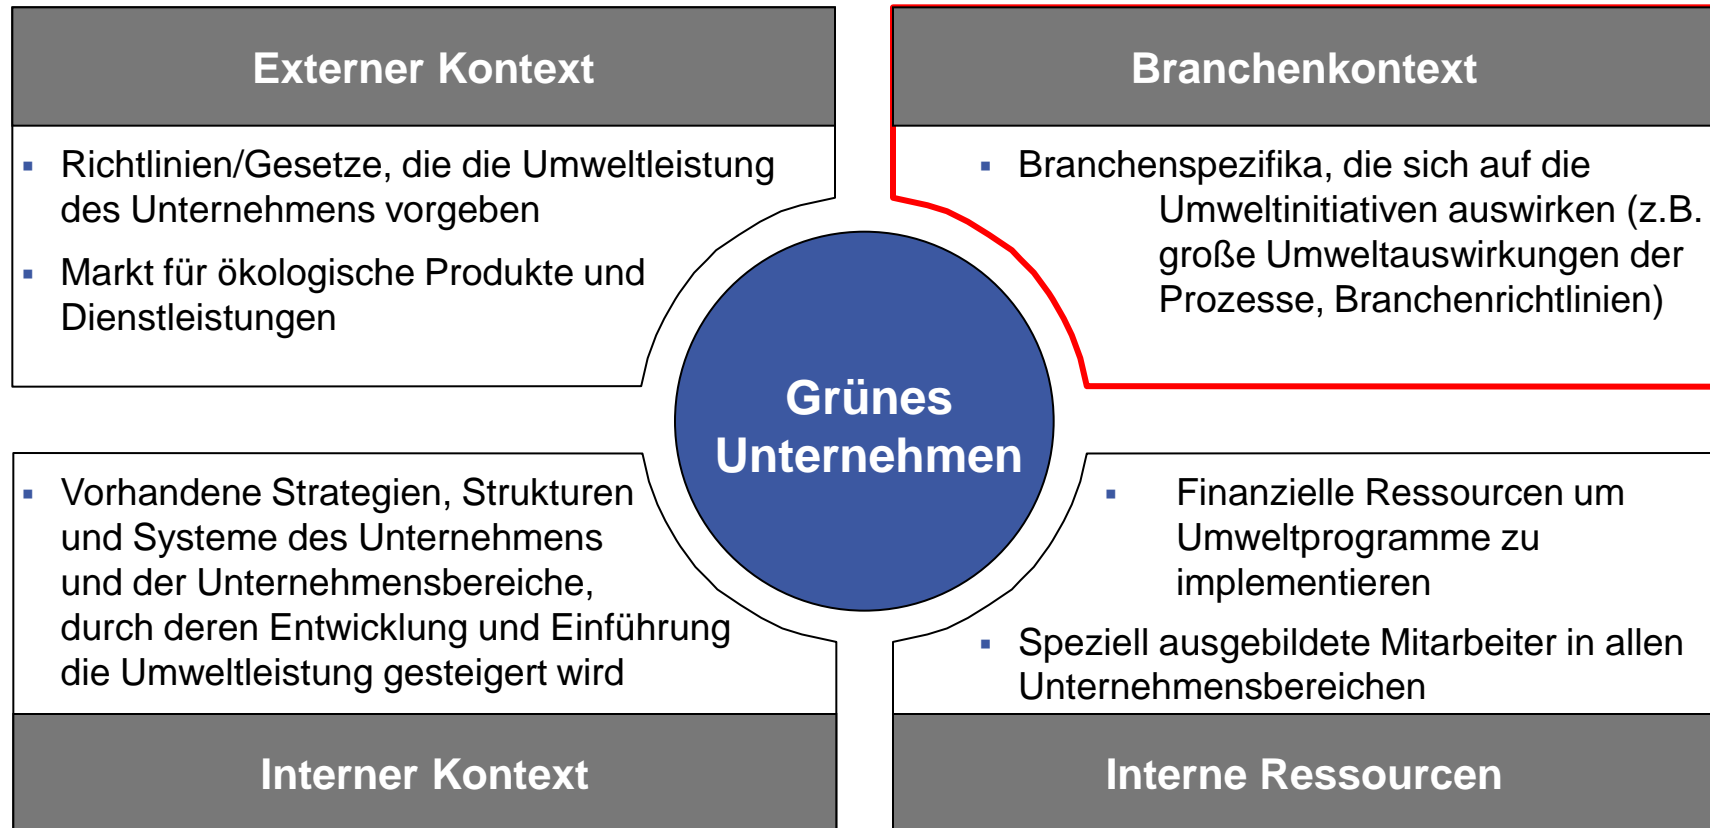 Externer Kontext
▪ Richtlinien/Gesetze, die die Umweltleistung
des Unternehmens vorgeben
▪ Markt für ökologische Produkte und
Dienstleistungen
Branchenkontext
▪ Branchenspezifika, die sich auf die
Umweltinitiativen auswirken (z.B.
große Umweltauswirkungen der
Prozesse, Branchenrichtlinien)
Grünes
Unternehmen
▪ Vorhandene Strategien, Strukturen
und Systeme des Unternehmens
und der Unternehmensbereiche,
durch deren Entwicklung und Einführung
die Umweltleistung gesteigert wird
Interner Kontext
▪ Finanzielle Ressourcen um
Umweltprogramme zu
implementieren
▪ Speziell ausgebildete Mitarbeiter in allen
Unternehmensbereichen
Interne Ressourcen